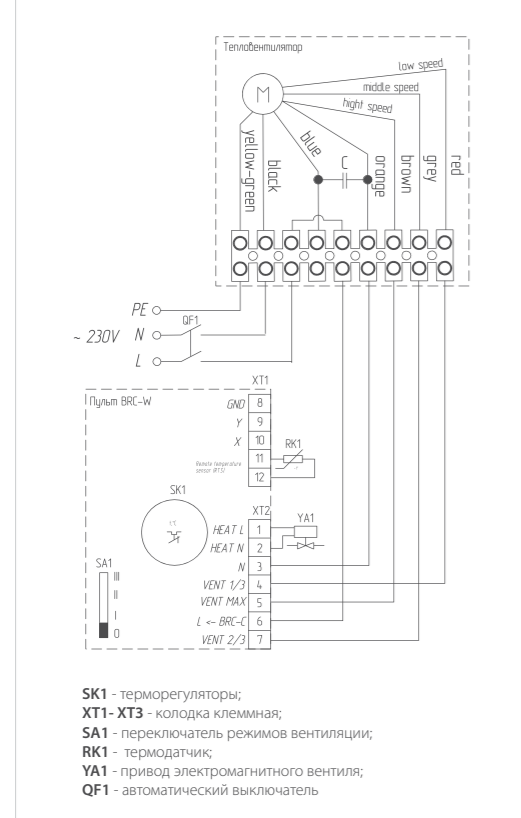 Тепловентилятор
low speed
middle speed
hight speed
M
yellow-green
black
blue
C
orange
brown
grey
red
PE
QF1
~ 230V N
L
XT1
Пульт BRC-W
GND 8
Y 9
X 10
11
RK1
Remote temperature
sensor (RTS)
12
SK1
t°C
XT2
YA1
HEAT L 1
HEAT N 2
N 3
SA1
III
VENT 1/3 4
II
VENT MAX 5
I
L <- BRC-C 6
0
VENT 2/3 7
SK1 - терморегуляторы;
XT1- XT3 - колодка клеммная;
SA1 - переключатель режимов вентиляции;
RK1 - термодатчик;
YA1 - привод электромагнитного вентиля;
QF1 - автоматический выключатель